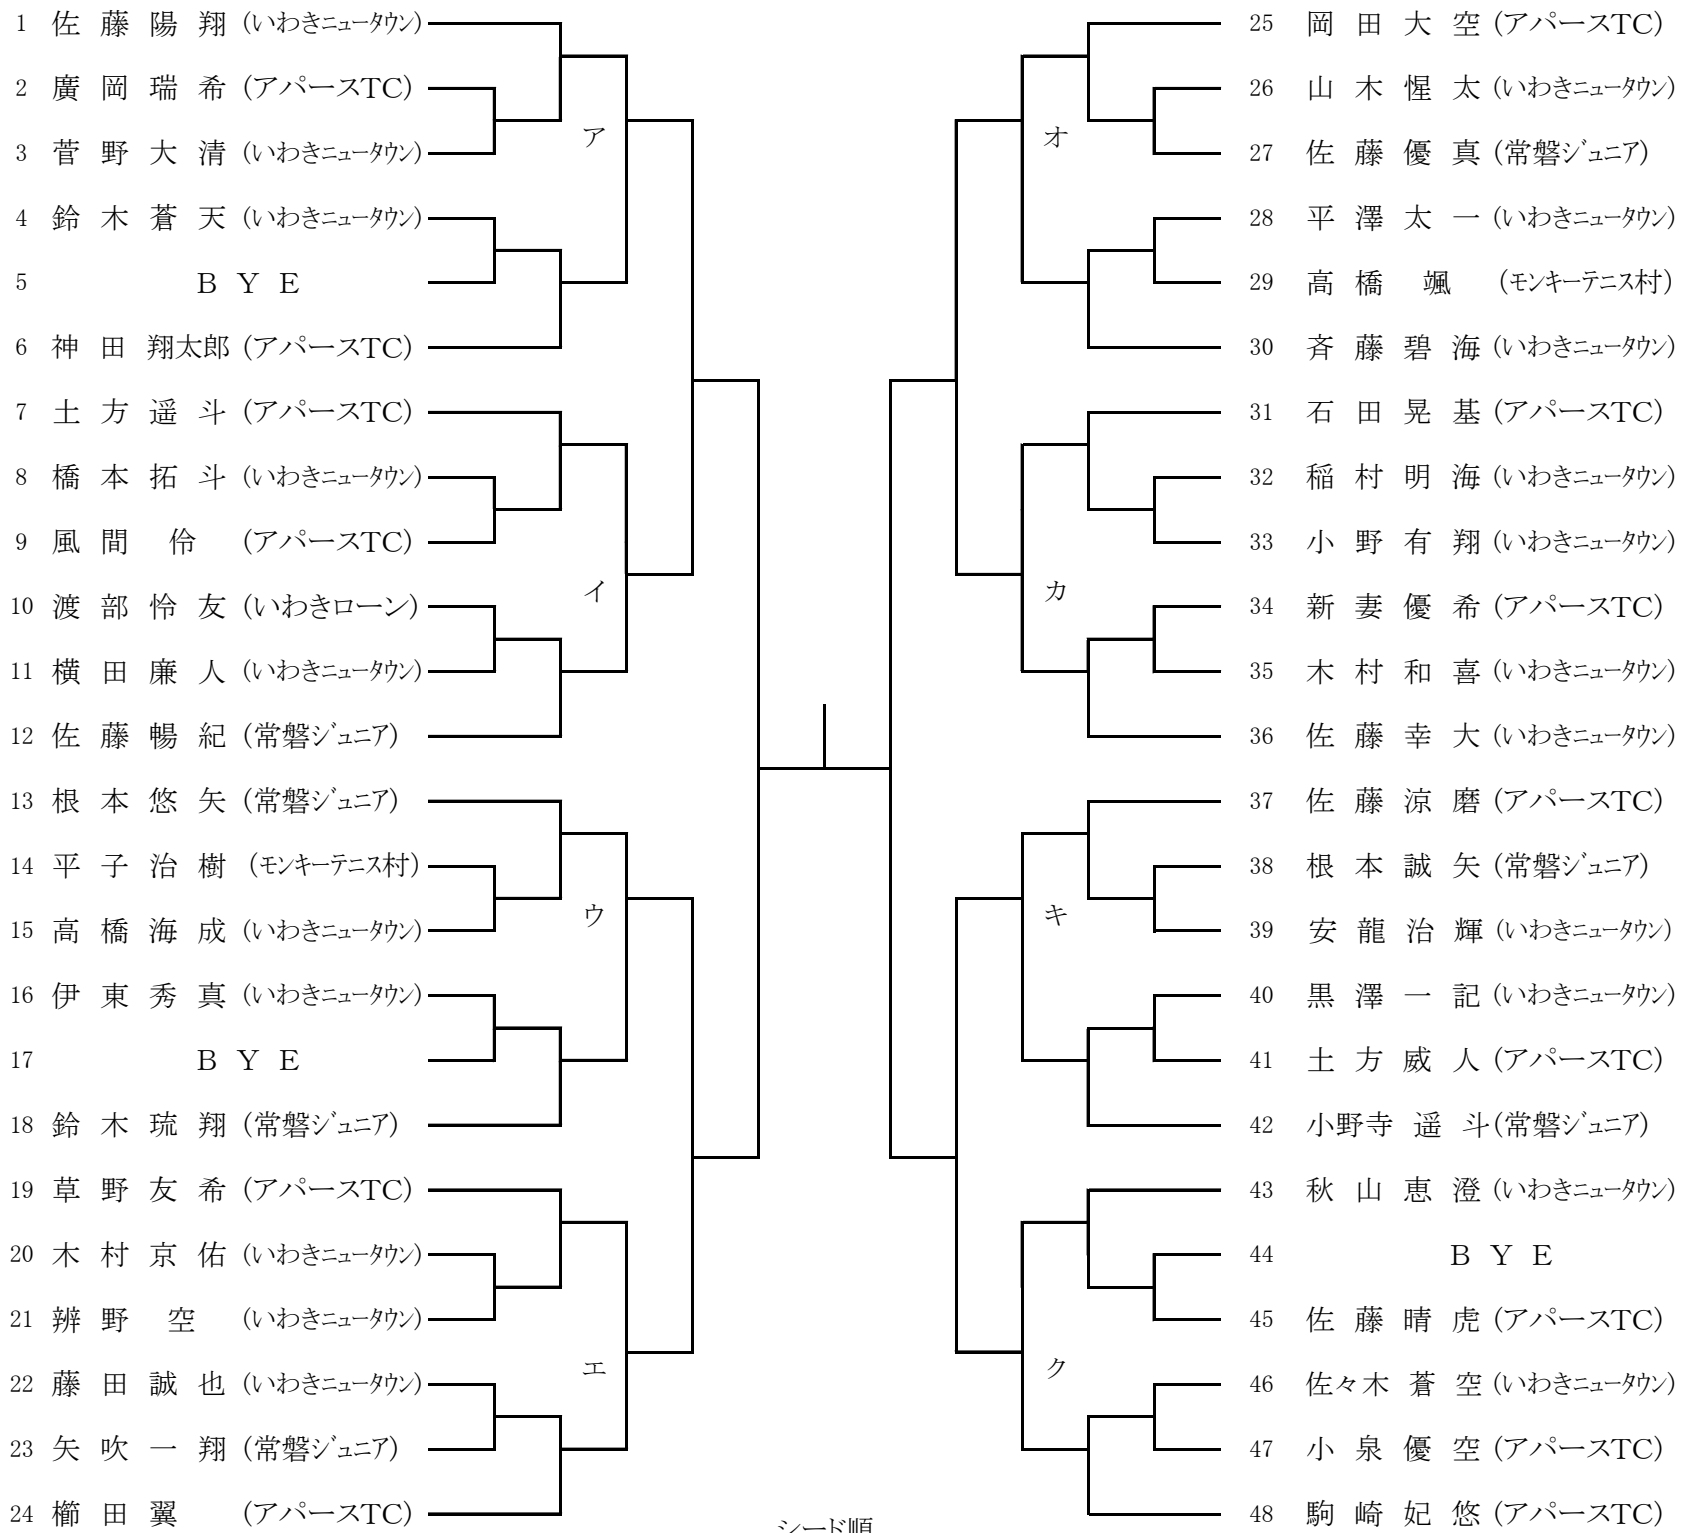 1 佐藤陽翔 (いわきニュータウン)
2 廣岡瑞希 (アパースTC)
3 菅野大清 (いわきニュータウン)
4 鈴木蒼天 (いわきニュータウン)
5 BYE
6 神田翔太郎 (アパースTC)
7 土方遥斗 (アパースTC)
8 橋本拓斗 (いわきニュータウン)
9 風間伶 (アパースTC)
10 渡部怜友 (いわきローン)
11 横田廉人 (いわきニュータウン)
12 佐藤暢紀 (常磐ジュニア)
13 根本悠矢 (常磐ジュニア)
14 平子治樹 (モンキーテニス村)
15 高橋海成 (いわきニュータウン)
16 伊東秀真 (いわきニュータウン)
17 BYE
18 鈴木琉翔 (常磐ジュニア)
19 草野友希 (アパースTC)
20 木村京佑 (いわきニュータウン)
21 辨野空 (いわきニュータウン)
22 藤田誠也 (いわきニュータウン)
23 矢吹一翔 (常磐ジュニア)
24 櫛田翼 (アパースTC)
ア
イ
ウ
エ
オ
カ
キ
ク
25 岡田大空 (アパースTC)
26 山木惺太 (いわきニュータウン)
27 佐藤優真 (常磐ジュニア)
28 平澤太一 (いわきニュータウン)
29 高橋颯 (モンキーテニス村)
30 斉藤碧海 (いわきニュータウン)
31 石田晃基 (アパースTC)
32 稲村明海 (いわきニュータウン)
33 小野有翔 (いわきニュータウン)
34 新妻優希 (アパースTC)
35 木村和喜 (いわきニュータウン)
36 佐藤幸大 (いわきニュータウン)
37 佐藤涼磨 (アパースTC)
38 根本誠矢 (常磐ジュニア)
39 安龍治輝 (いわきニュータウン)
40 黒澤一記 (いわきニュータウン)
41 土方威人 (アパースTC)
42 小野寺遥斗 (常磐ジュニア)
43 秋山恵澄 (いわきニュータウン)
44 BYE
45 佐藤晴虎 (アパースTC)
46 佐々木蒼空 (いわきニュータウン)
47 小泉優空 (アパースTC)
48 駒崎妃悠 (アパースTC)
シード順